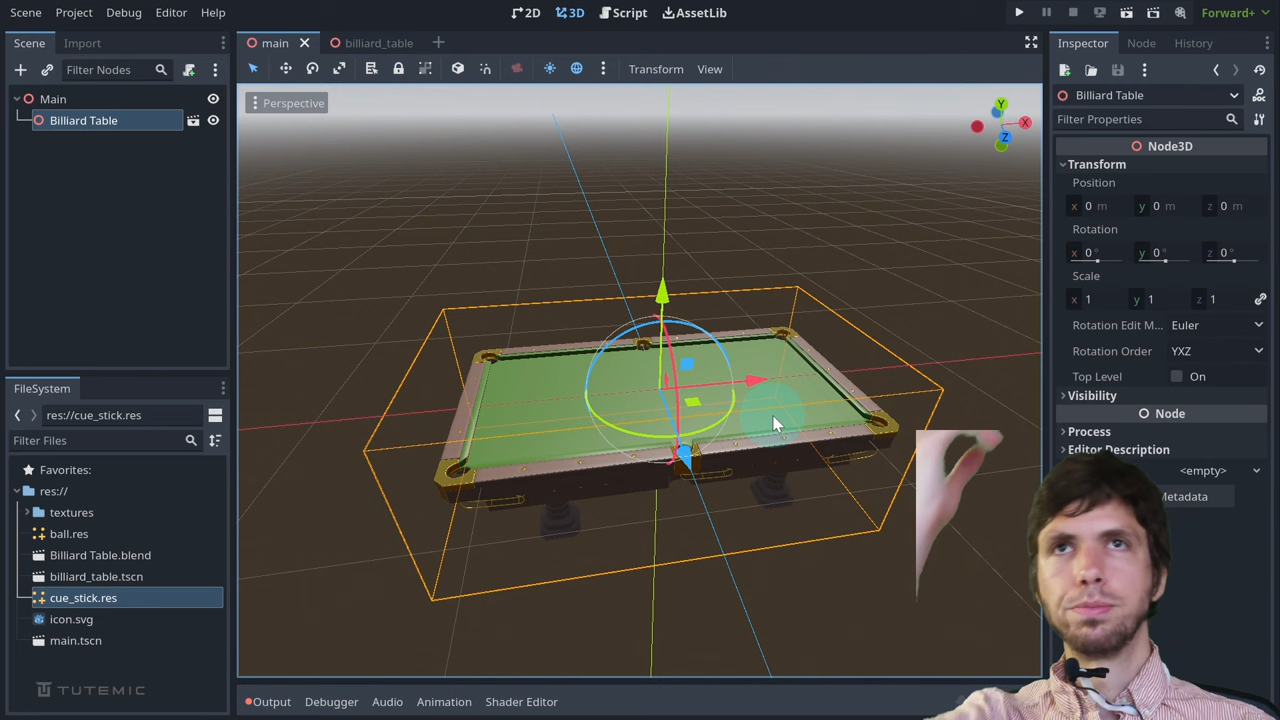 Scene Project Debug Editor Help
2D 3D Script AssetLib
Forward+
Scene Import
main billiard_table
Inspector Node History
Filter Nodes
Transform View
Main
Billiard Table
Perspective
Y
X
Z
Billiard Table
Filter Properties
Node3D
Transform
Position
x 0 m y 0 m z 0 m
Rotation
x 0° y 0° z 0°
Scale
x 1 y 1 z 1
Rotation Edit M... Euler
Rotation Order YXZ
Top Level On
Visibility
Node
Process
Editor Description
<empty>
Metadata
FileSystem
res://cue_stick.res
Filter Files
Favorites:
res://
textures
ball.res
Billiard Table.blend
billiard_table.tscn
cue_stick.res
icon.svg
main.tscn
TUTEMIC
Output Debugger Audio Animation Shader Editor